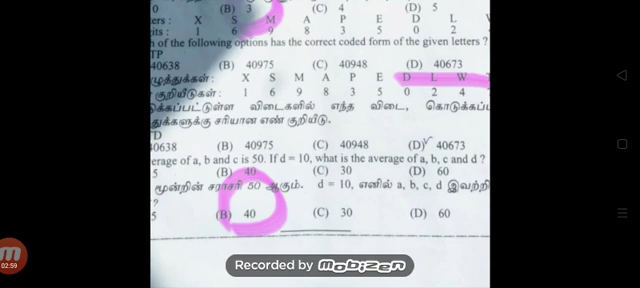 0 (B) 3 (C) 4 (D) 5
ers : X S M A P E D L
its : 1 6 9 8 3 5 0 2
of the following options has the correct coded form of the given letters ?
TP
40638 (B) 40975 (C) 40948 (D) 40673
ழுத்துக்கள் : X S M A P E D L W
குறியீடுகள் : 1 6 9 8 3 5 0 2 4
க்கப்பட்டுள்ள விடைகளில் எந்த விடை, கொடுக்கப்ப
துக்களுக்கு சரியான எண் குறியீடு.
D
40638 (B) 40975 (C) 40948 (D) 40673
erage of a, b and c is 50. If d = 10, what is the average of a, b, c and d ?
5 (B) 40 (C) 30 (D) 60
மூன்றின் சராசரி 50 ஆகும். d = 10, எனில் a, b, c, d இவற்றி
?
5 (B) 40 (C) 30 (D) 60
02:59
Recorded by MOBIZEN